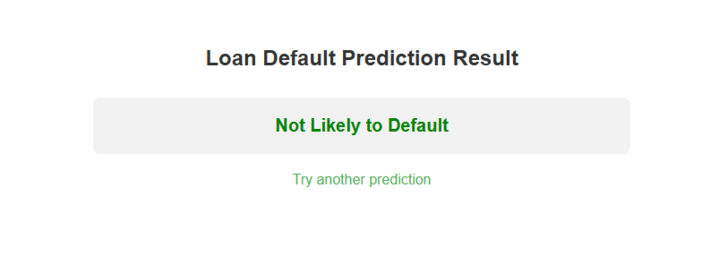 Loan Default Prediction Result
Not Likely to Default
Try another prediction